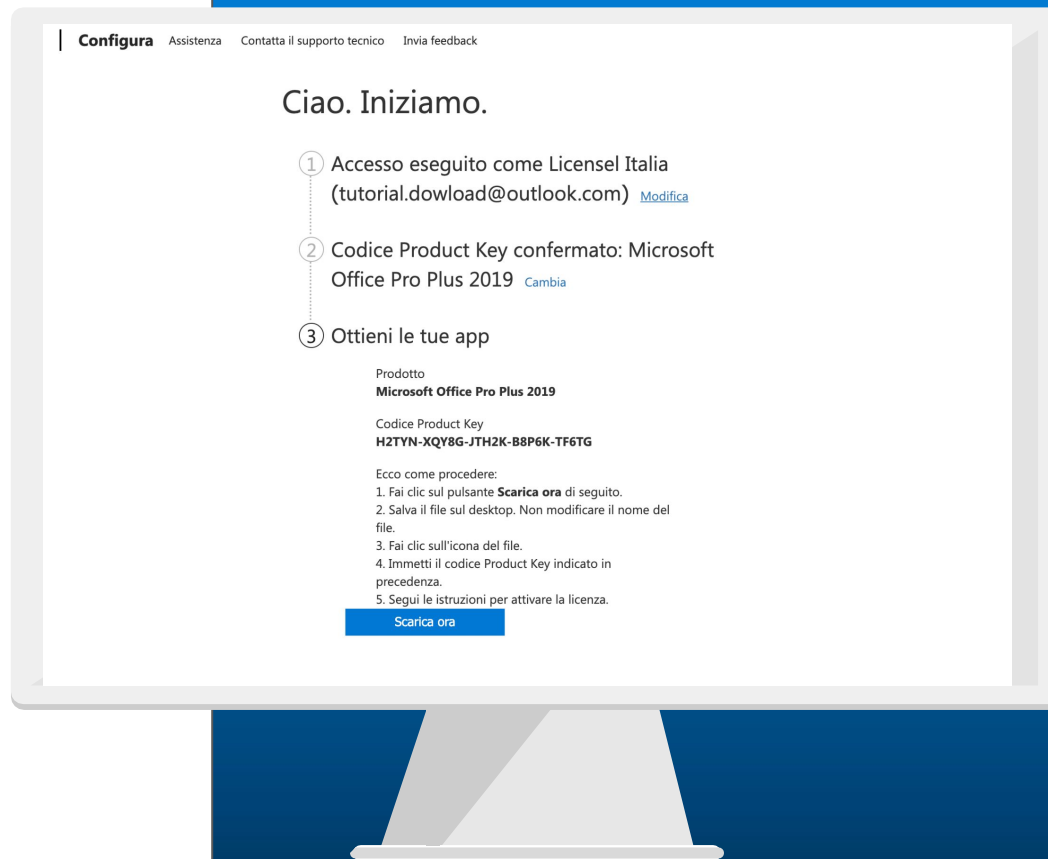 Configura Assistenza Contatta il supporto tecnico Invia feedback
Ciao. Iniziamo.
1 Accesso eseguito come Licensel Italia
(tutorial.dowload@outlook.com) Modifica
2 Codice Product Key confermato: Microsoft
Office Pro Plus 2019 Cambia
3 Ottieni le tue app
Prodotto
Microsoft Office Pro Plus 2019
Codice Product Key
H2TYN-XQY8G-JTH2K-B8P6K-TF6TG
Ecco come procedere:
1. Fai clic sul pulsante Scarica ora di seguito.
2. Salva il file sul desktop. Non modificare il nome del
file.
3. Fai clic sull'icona del file.
4. Immetti il codice Product Key indicato in
precedenza.
5. Segui le istruzioni per attivare la licenza.
Scarica ora